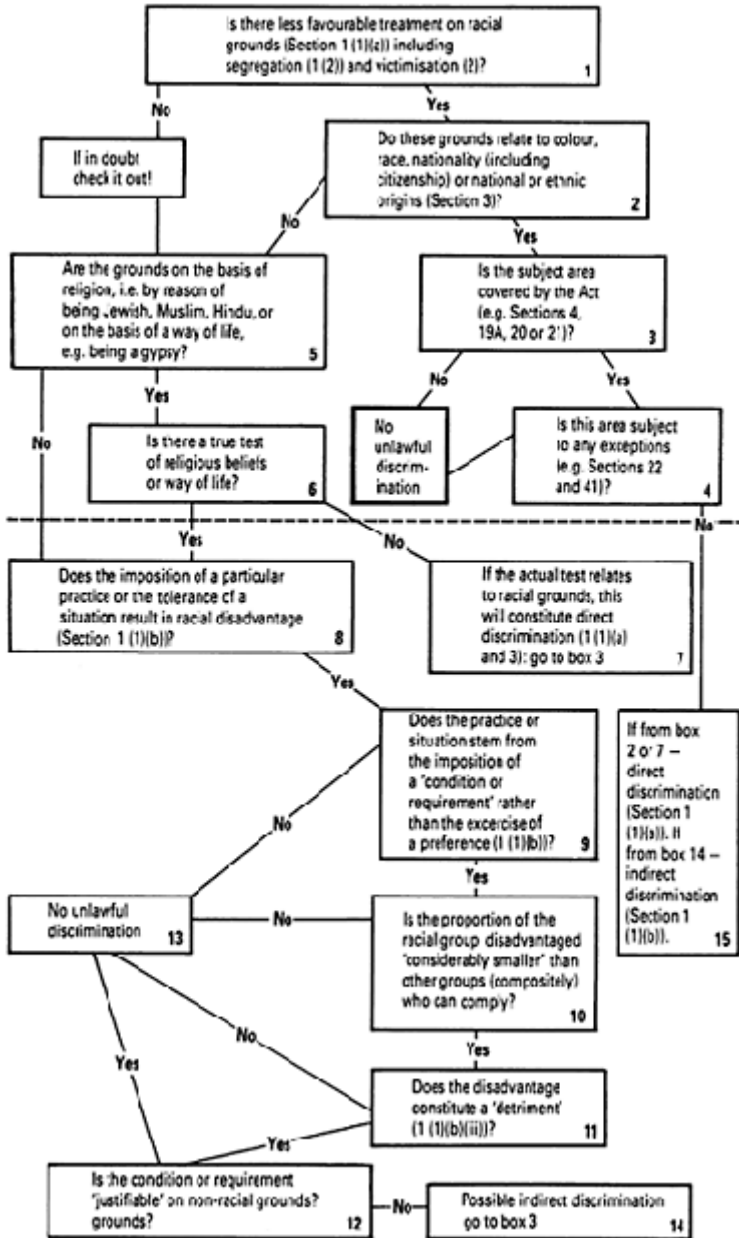 Is there less favourable treatment on racial
grounds (Section 1 (1)(a)) including
segregation (1 (2)) and victimisation (2)?
1
No
Yes
If in doubt
check it out!
Do these grounds relate to colour,
race, nationality (including
citizenship) or national or ethnic
origins (Section 3)?
2
No
Yes
Are the grounds on the basis of
religion, i.e. by reason of
being Jewish, Muslim, Hindu, or
on the basis of a way of life,
e.g. being a gypsy?
5
Is the subject area
covered by the Act
(e.g. Sections 4,
19A, 20 or 21)?
3
No
Yes
No
Yes
Is there a true test
of religious beliefs
or way of life?
6
No
unlawful
discrim-
ination
Is this area subject
to any exceptions
(e.g. Sections 22
and 41)?
4
Yes
No
No
Does the imposition of a particular
practice or the tolerance of a
situation result in racial disadvantage
(Section 1 (1)(b))?
8
If the actual test relates
to racial grounds, this
will constitute direct
discrimination (1 (1)(a)
and 3): go to box 3
7
Yes
Does the practice or
situation stem from
the imposition of
a 'condition or
requirement' rather
than the excercise of
a preference (1 (1)(b))?
9
If from box
2 or 7 –
direct
discrimination
(Section 1
(1)(a)). If
from box 14 –
indirect
discrimination
(Section 1
(1)(b)).
15
No
Yes
No unlawful
discrimination
13
No
Is the proportion of the
racial group disadvantaged
'considerably smaller' than
other groups (compositely)
who can comply?
10
No
Yes
Yes
Does the disadvantage
constitute a 'detriment'
(1 (1)(b)(ii))?
11
Yes
Is the condition or requirement
'justifiable' on non-racial grounds?
grounds?
12
No
Possible indirect discrimination
go to box 3
14